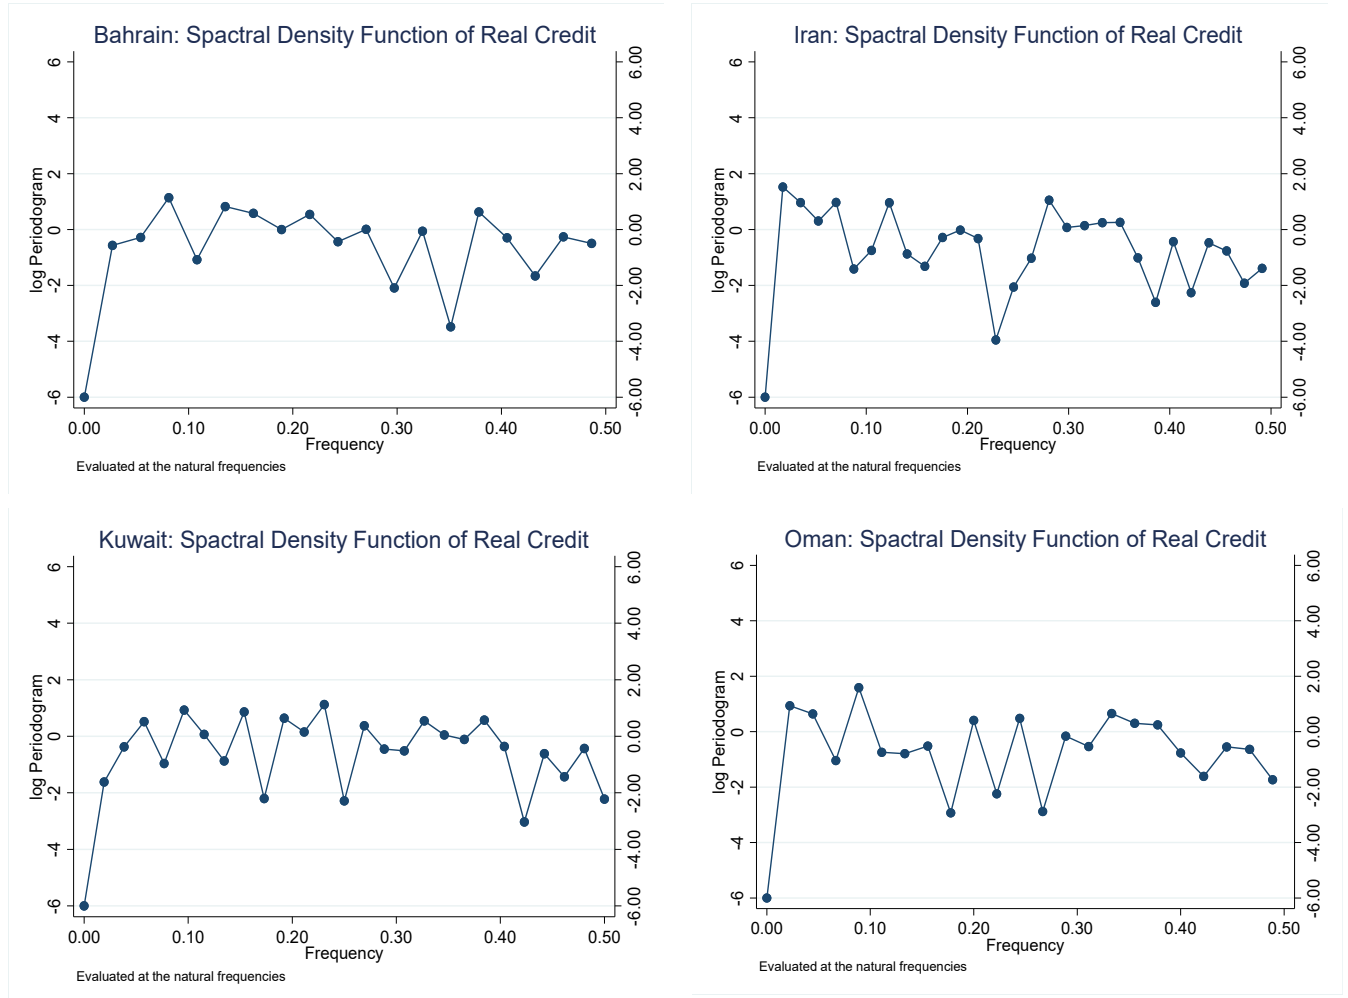 Bahrain: Spactral Density Function of Real Credit
6 6.00
4 4.00
2 2.00
0 0.00
-2 -2.00
-4 -4.00
-6 -6.00
log Periodogram
0.00 0.10 0.20 0.30 0.40 0.50
Frequency
Evaluated at the natural frequencies
Iran: Spactral Density Function of Real Credit
6 6.00
4 4.00
2 2.00
0 0.00
-2 -2.00
-4 -4.00
-6 -6.00
log Periodogram
0.00 0.10 0.20 0.30 0.40 0.50
Frequency
Evaluated at the natural frequencies
Kuwait: Spactral Density Function of Real Credit
6 6.00
4 4.00
2 2.00
0 0.00
-2 -2.00
-4 -4.00
-6 -6.00
log Periodogram
0.00 0.10 0.20 0.30 0.40 0.50
Frequency
Evaluated at the natural frequencies
Oman: Spactral Density Function of Real Credit
6 6.00
4 4.00
2 2.00
0 0.00
-2 -2.00
-4 -4.00
-6 -6.00
log Periodogram
0.00 0.10 0.20 0.30 0.40 0.50
Frequency
Evaluated at the natural frequencies